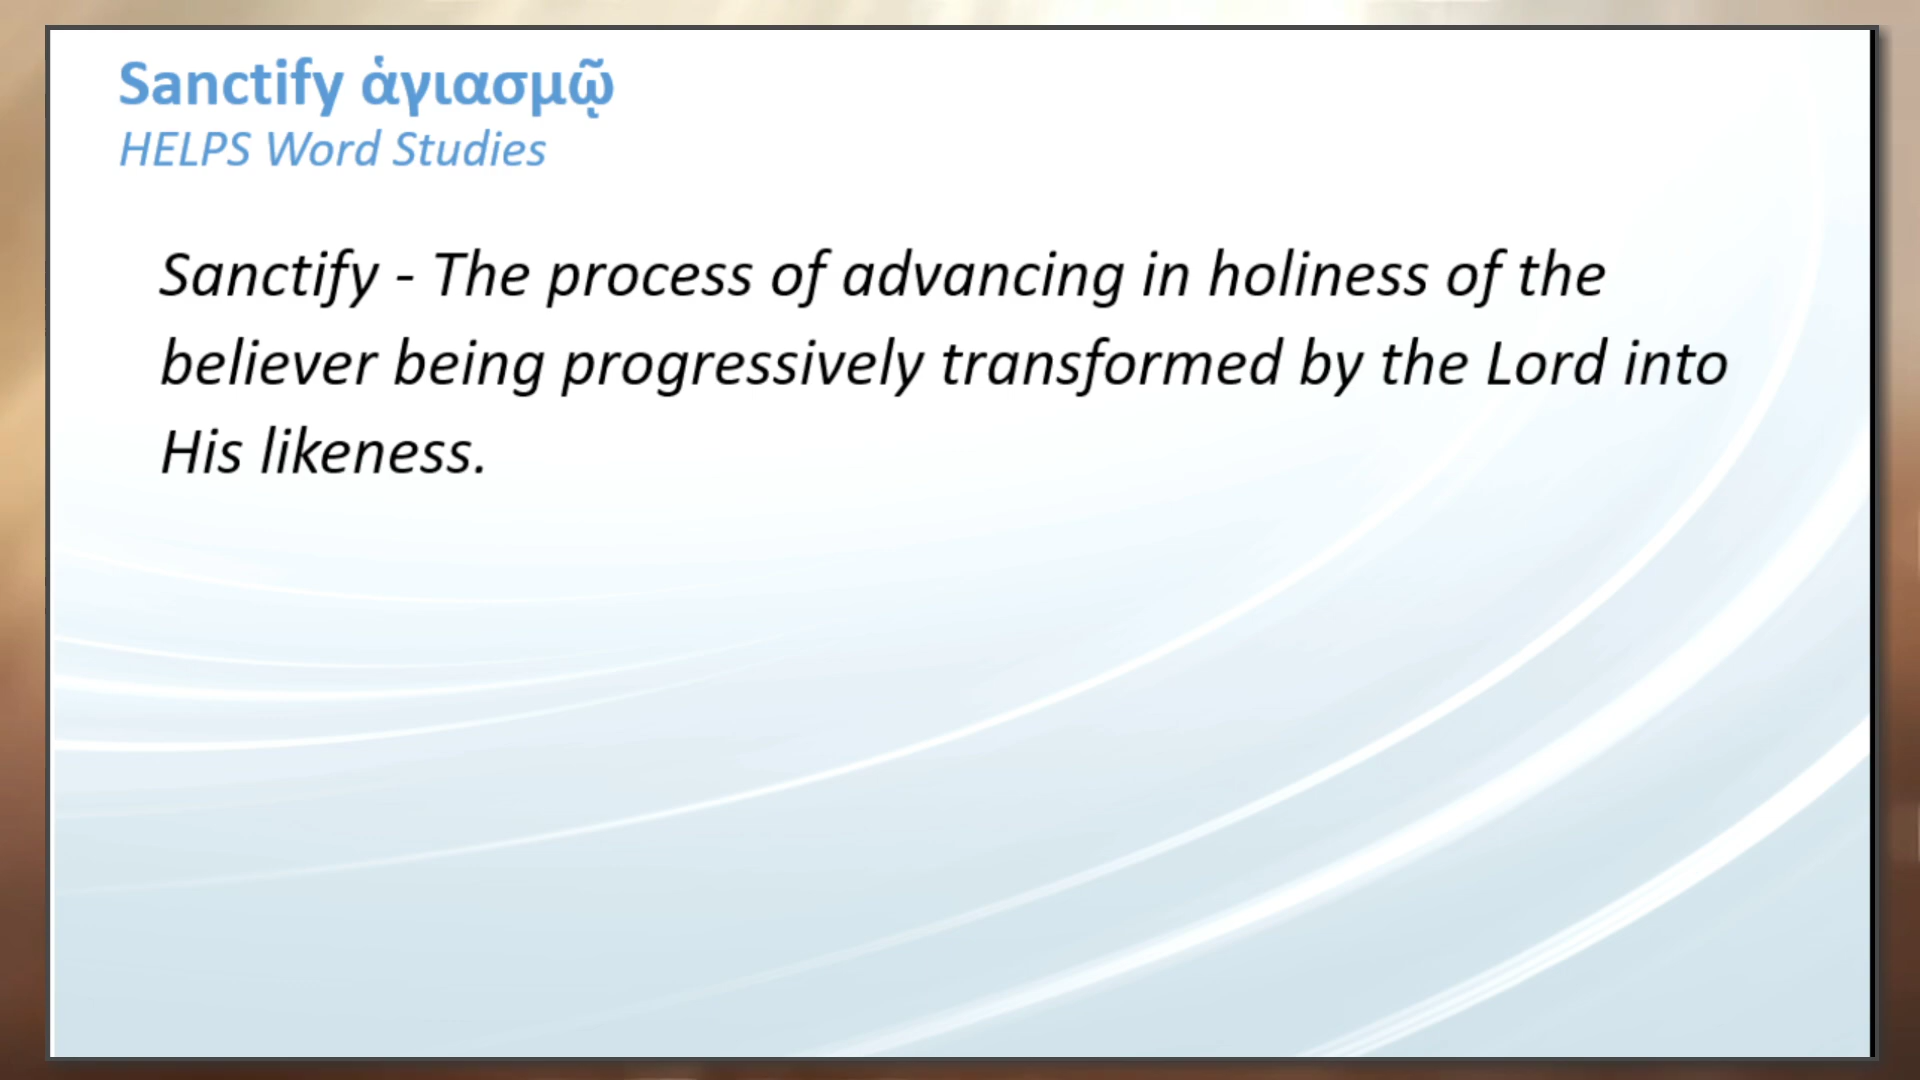 Sanctify ἁγιασμῷ
HELPS Word Studies
Sanctify - The process of advancing in holiness of the
believer being progressively transformed by the Lord into
His likeness.